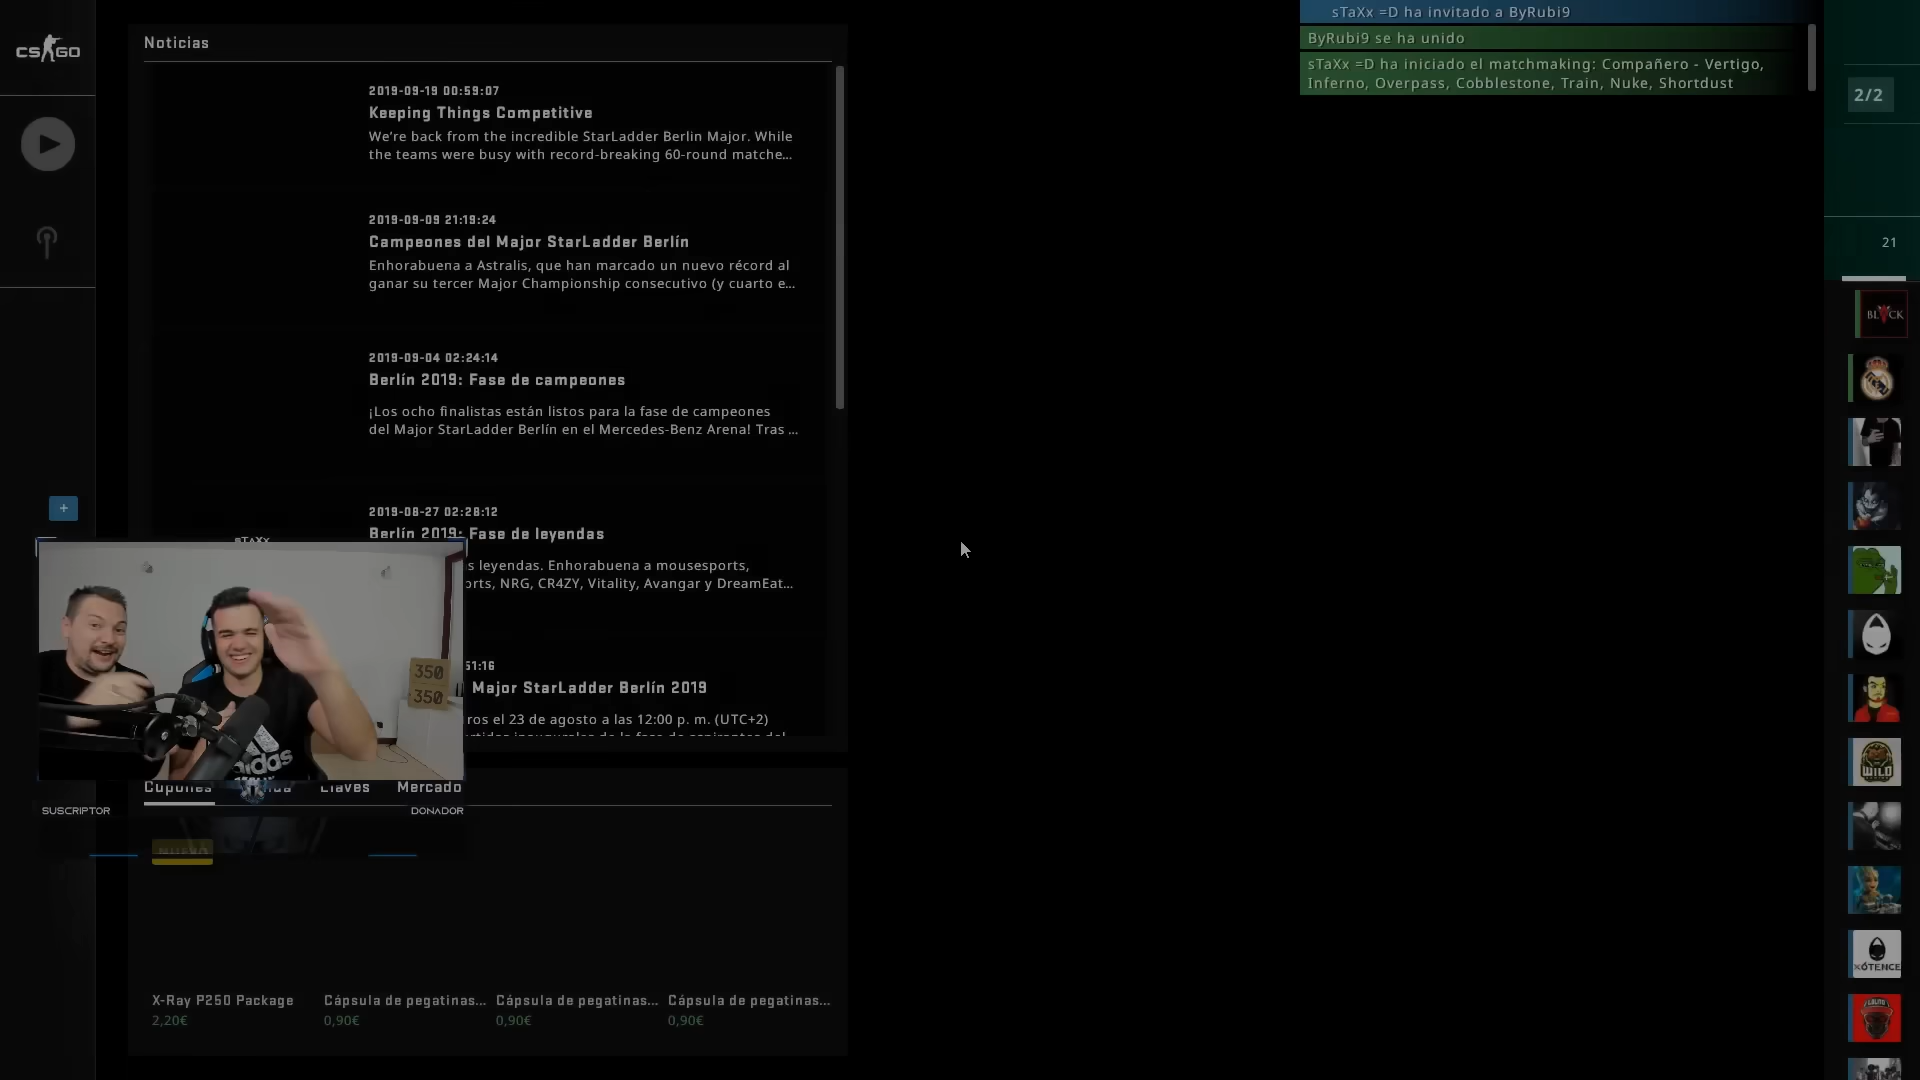 CS GO
Noticias
2019-09-19 00:59:07
Keeping Things Competitive
We're back from the incredible StarLadder Berlin Major. While
the teams were busy with record-breaking 60-round matche...
2019-09-09 21:19:24
Campeones del Major StarLadder Berlín
Enhorabuena a Astralis, que han marcado un nuevo récord al
ganar su tercer Major Championship consecutivo (y cuarto e...
2019-09-04 02:24:14
Berlín 2019: Fase de campeones
¡Los ocho finalistas están listos para la fase de campeones
del Major StarLadder Berlín en el Mercedes-Benz Arena! Tras ...
2019-08-27 02:28:12
Berlín 2019: Fase de leyendas
s leyendas. Enhorabuena a mousesports,
orts, NRG, CR4ZY, Vitality, Avangar y DreamEat...
51:16
Major StarLadder Berlín 2019
ros el 23 de agosto a las 12:00 p. m. (UTC+2)
+
sTaXx
350
350
adidas
Cupones
Llaves
Mercado
SUSCRIPTOR
DONADOR
X-Ray P250 Package
2,20€
Cápsula de pegatinas...
0,90€
Cápsula de pegatinas...
0,90€
Cápsula de pegatinas...
0,90€
sTaXx =D ha invitado a ByRubi9
ByRubi9 se ha unido
sTaXx =D ha iniciado el matchmaking: Compañero - Vertigo,
Inferno, Overpass, Cobblestone, Train, Nuke, Shortdust
2/2
21
BLACK
WILD
XÓTENCE